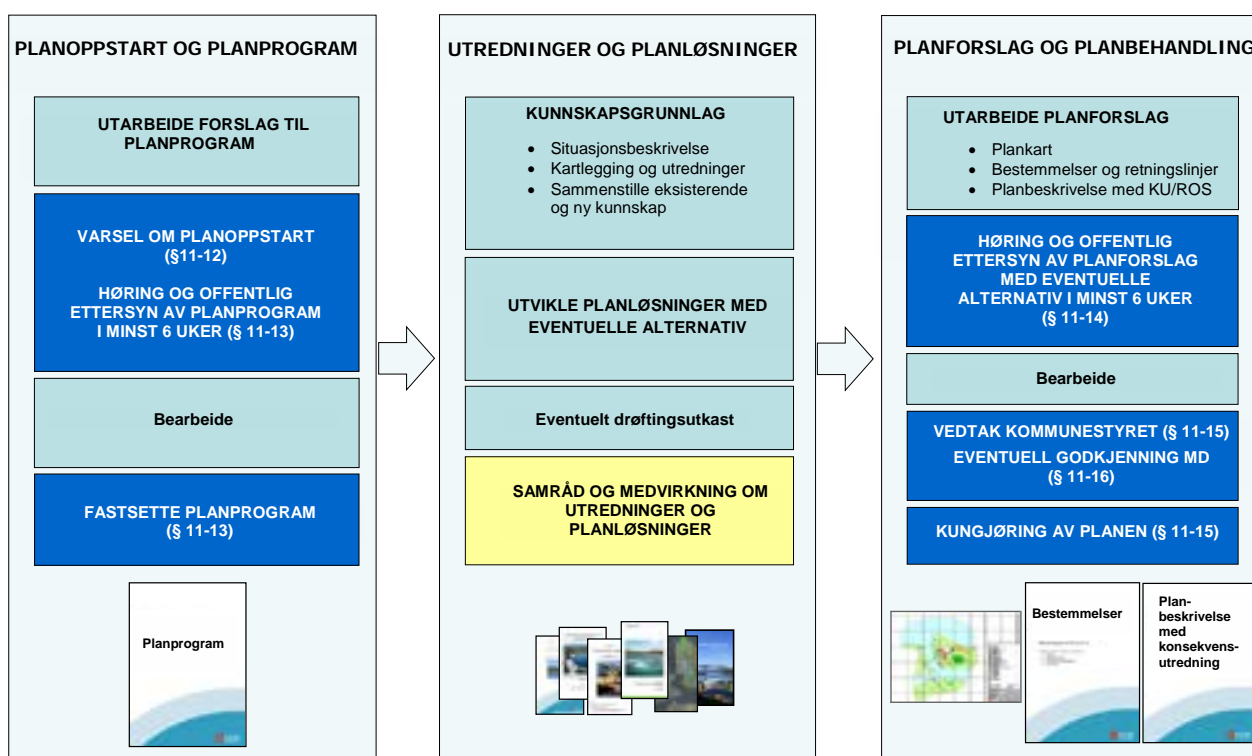 PLANOPPSTART OG PLANPROGRAM
UTARBEIDE FORSLAG TIL
PLANPROGRAM
VARSEL OM PLANOPPSTART
(§11-12)
HØRING OG OFFENTLIG
ETTERSYN AV PLANPROGRAM
I MINST 6 UKER (§ 11-13)
Bearbeide
FASTSETTE PLANPROGRAM
(§ 11-13)
Planprogram
UTREDNINGER OG PLANLØSNINGER
KUNNSKAPSGRUNNLAG
• Situasjonsbeskrivelse
• Kartlegging og utredninger
• Sammenstille eksisterende
og ny kunnskap
UTVIKLE PLANLØSNINGER MED
EVENTUELLE ALTERNATIV
Eventuelt drøftingsutkast
SAMRÅD OG MEDVIRKNING OM
UTREDNINGER OG
PLANLØSNINGER
PLANFORSLAG OG PLANBEHANDLING
UTARBEIDE PLANFORSLAG
• Plankart
• Bestemmelser og retningslinjer
• Planbeskrivelse med KU/ROS
HØRING OG OFFENTLIG
ETTERSYN AV PLANFORSLAG
MED EVENTUELLE
ALTERNATIV I MINST 6 UKER
(§ 11-14)
Bearbeide
VEDTAK KOMMUNESTYRET (§ 11-15)
EVENTUELL GODKJENNING MD
(§ 11-16)
KUNGJØRING AV PLANEN (§ 11-15)
Bestemmelser
Plan-
beskrivelse
med
konsekvens-
utredning